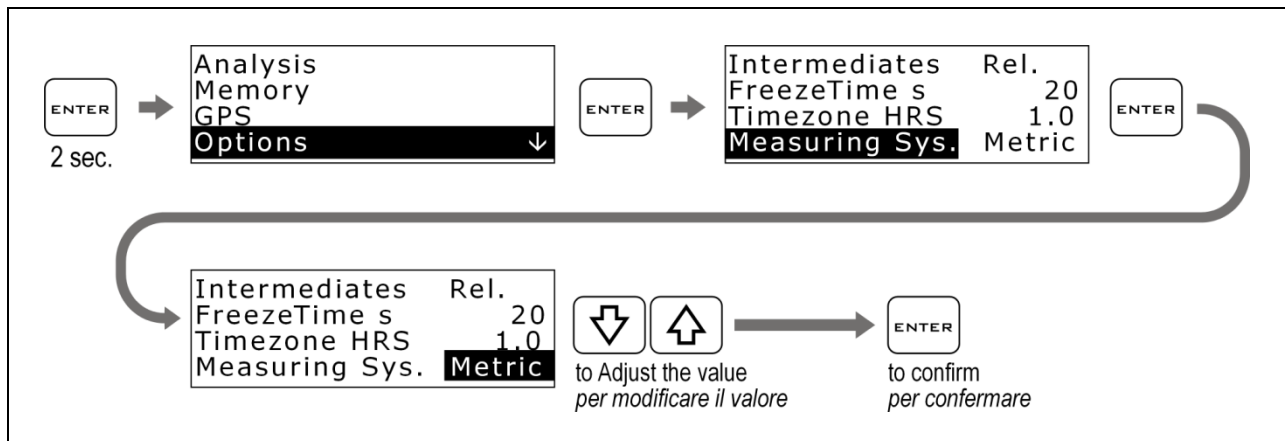 ENTER
2 sec.
Analysis
Memory
GPS
Options ↓
ENTER
Intermediates Rel.
FreezeTime s 20
Timezone HRS 1.0
Measuring Sys. Metric
ENTER
Intermediates Rel.
FreezeTime s 20
Timezone HRS 1.0
Measuring Sys. Metric
to Adjust the value
per modificare il valore
ENTER
to confirm
per confermare